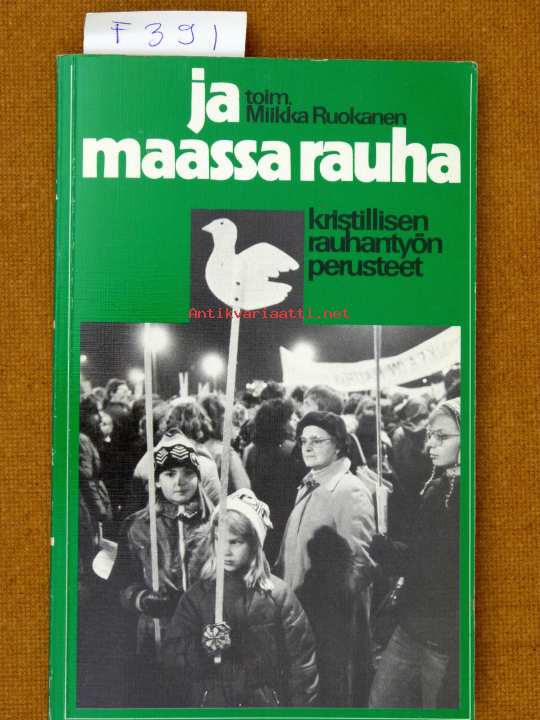 F 391
ja
toim.
Miikka Ruokanen
maassa rauha
kristillisen
rauhantyön
perusteet
Antikvariaatti.net